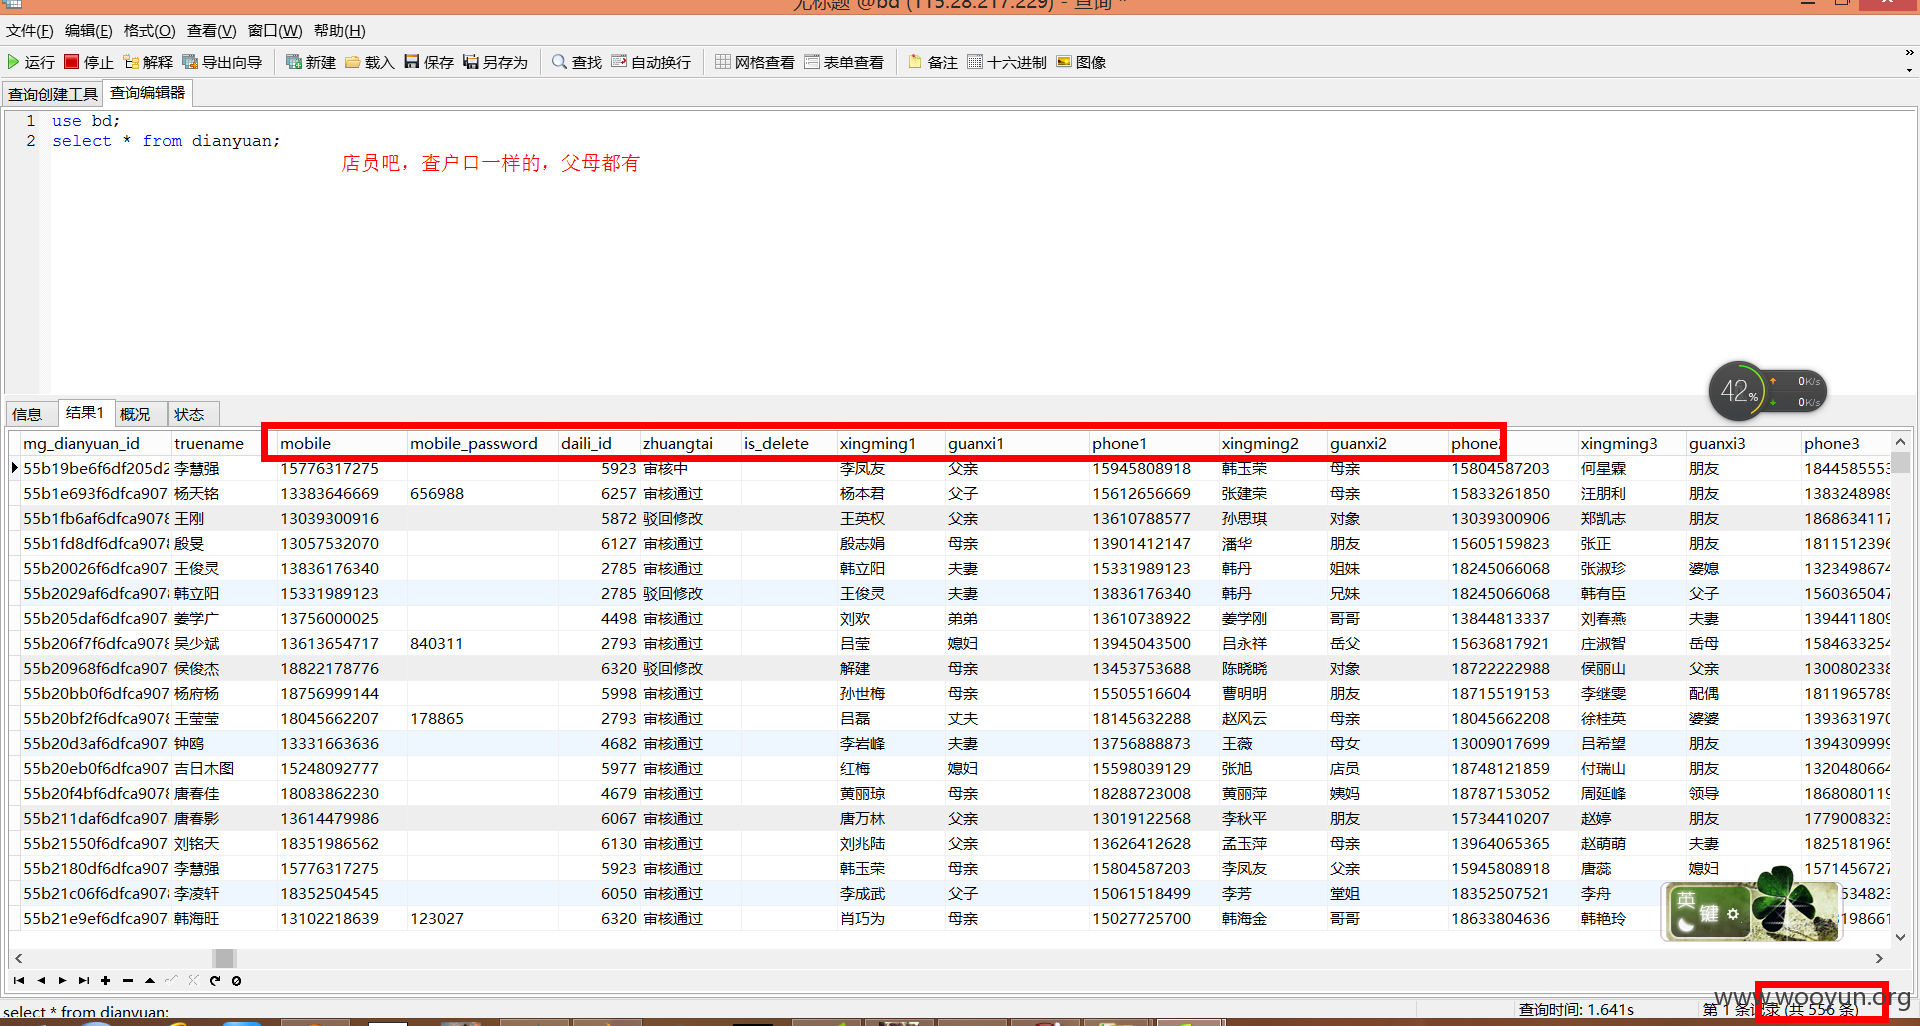 无标题 @bd (115.28.217.229) - 查询 *
文件(F) 编辑(E) 格式(O) 查看(V) 窗口(W) 帮助(H)
运行 停止 解释 导出向导 新建 载入 保存 另存为 查找 自动换行 网格查看 表单查看 备注 十六进制 图像
查询创建工具 查询编辑器
1 use bd;
2 select * from dianyuan;
店员吧，查户口一样的，父母都有
42% 0K/s
0K/s
信息 结果1 概况 状态
mg_dianyuan_id truename mobile mobile_password daili_id zhuangtai is_delete xingming1 guanxi1 phone1 xingming2 guanxi2 phone2 xingming3 guanxi3 phone3
55b19be6f6df205d2 李慧强 15776317275 5923 审核中 李凤友 父亲 15945808918 韩玉荣 母亲 15804587203 何星霖 朋友 1844585553
55b1e693f6dfca907 杨天铭 13383646669 656988 6257 审核通过 杨本君 父子 15612656669 张建荣 母亲 15833261850 汪朋利 朋友 1383248989
55b1fb6af6dfca9078 王刚 13039300916 5872 驳回修改 王英权 父亲 13610788577 孙思琪 对象 13039300906 郑凯志 朋友 1868634117
55b1fd8df6dfca9078 殷旻 13057532070 6127 审核通过 殷志娟 母亲 13901412147 潘华 朋友 15605159823 张正 朋友 1811512396
55b20026f6dfca9078 王俊灵 13836176340 2785 审核通过 韩立阳 夫妻 15331989123 韩丹 姐妹 18245066068 张淑珍 婆媳 1323498674
55b2029af6dfca9078 韩立阳 15331989123 2785 驳回修改 王俊灵 夫妻 13836176340 韩丹 兄妹 18245066068 韩有臣 父子 1560365047
55b205daf6dfca907 姜学广 13756000025 4498 审核通过 刘欢 弟弟 13610738922 姜学刚 哥哥 13844813337 刘春燕 夫妻 1394411809
55b206f7f6dfca9078 吴少斌 13613654717 840311 2793 审核通过 吕莹 媳妇 13945043500 吕永祥 岳父 15636817921 庄淑智 岳母 1584633254
55b20968f6dfca907 侯俊杰 18822178776 6320 驳回修改 解建 母亲 13453753688 陈晓晓 对象 18722222988 侯丽山 父亲 1300802338
55b20bb0f6dfca907 杨府杨 18756999144 5998 审核通过 孙世梅 母亲 15505516604 曹明明 朋友 18715519153 李继雯 配偶 1811965789
55b20bf2f6dfca9078 王莹莹 18045662207 178865 2793 审核通过 吕磊 丈夫 18145632288 赵风云 母亲 18045662208 徐桂英 婆婆 1393631970
55b20d3af6dfca907 钟鸥 13331663636 4682 审核通过 李岩峰 夫妻 13756888873 王薇 母女 13009017699 吕希望 朋友 1394309999
55b20eb0f6dfca907 吉日木图 15248092777 5977 审核通过 红梅 媳妇 15598039129 张旭 店员 18748121859 付瑞山 朋友 1320480664
55b20f4bf6dfca9078 唐春佳 18083862230 4679 审核通过 黄丽琼 母亲 18288723008 黄丽萍 姨妈 18787153052 周延峰 领导 1868080119
55b211daf6dfca907 唐春影 13614479986 6067 审核通过 唐万林 父亲 13019122568 李秋平 朋友 15734410207 赵婷 朋友 1779008323
55b21550f6dfca907 刘铭天 18351986562 6130 审核通过 刘兆陆 父亲 13626412628 孟玉萍 母亲 13964065365 赵萌萌 夫妻 1825181965
55b2180df6dfca907 李慧强 15776317275 5923 审核通过 韩玉荣 母亲 15804587203 李凤友 父亲 15945808918 唐蕊 媳妇 1571456727
55b21c06f6dfca9078 李凌轩 18352504545 6050 审核通过 李成武 父子 15061518499 李芳 堂姐 18352507521 李舟 534823
55b21e9ef6dfca907 韩海旺 13102218639 123027 6320 审核通过 肖巧为 母亲 15027725700 韩海金 哥哥 18633804636 韩艳玲 198661
英 键
select * from dianyuan; 查询时间: 1.641s 第 1 条记录 (共 556 条)
www.wooyun.org